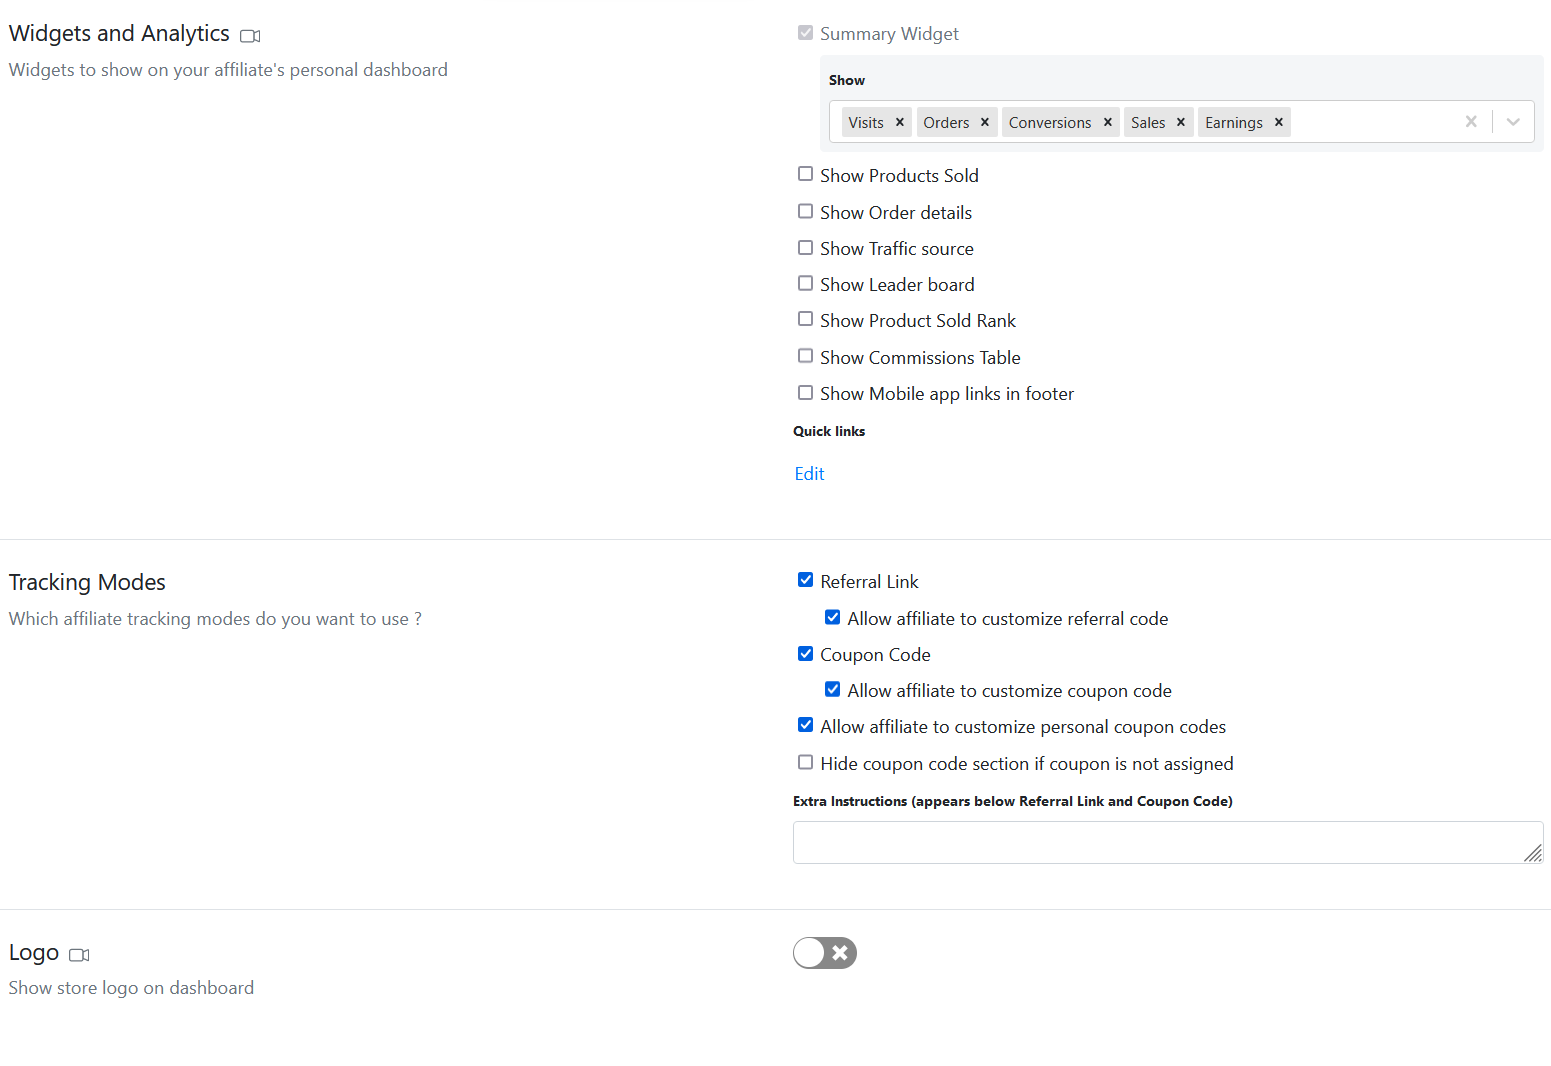 Widgets and Analytics
Widgets to show on your affiliate's personal dashboard
Summary Widget
Show
Visits Orders Conversions Sales Earnings
Show Products Sold
Show Order details
Show Traffic source
Show Leader board
Show Product Sold Rank
Show Commissions Table
Show Mobile app links in footer
Quick links
Edit
Tracking Modes
Which affiliate tracking modes do you want to use ?
Referral Link
Allow affiliate to customize referral code
Coupon Code
Allow affiliate to customize coupon code
Allow affiliate to customize personal coupon codes
Hide coupon code section if coupon is not assigned
Extra Instructions (appears below Referral Link and Coupon Code)
Logo
Show store logo on dashboard